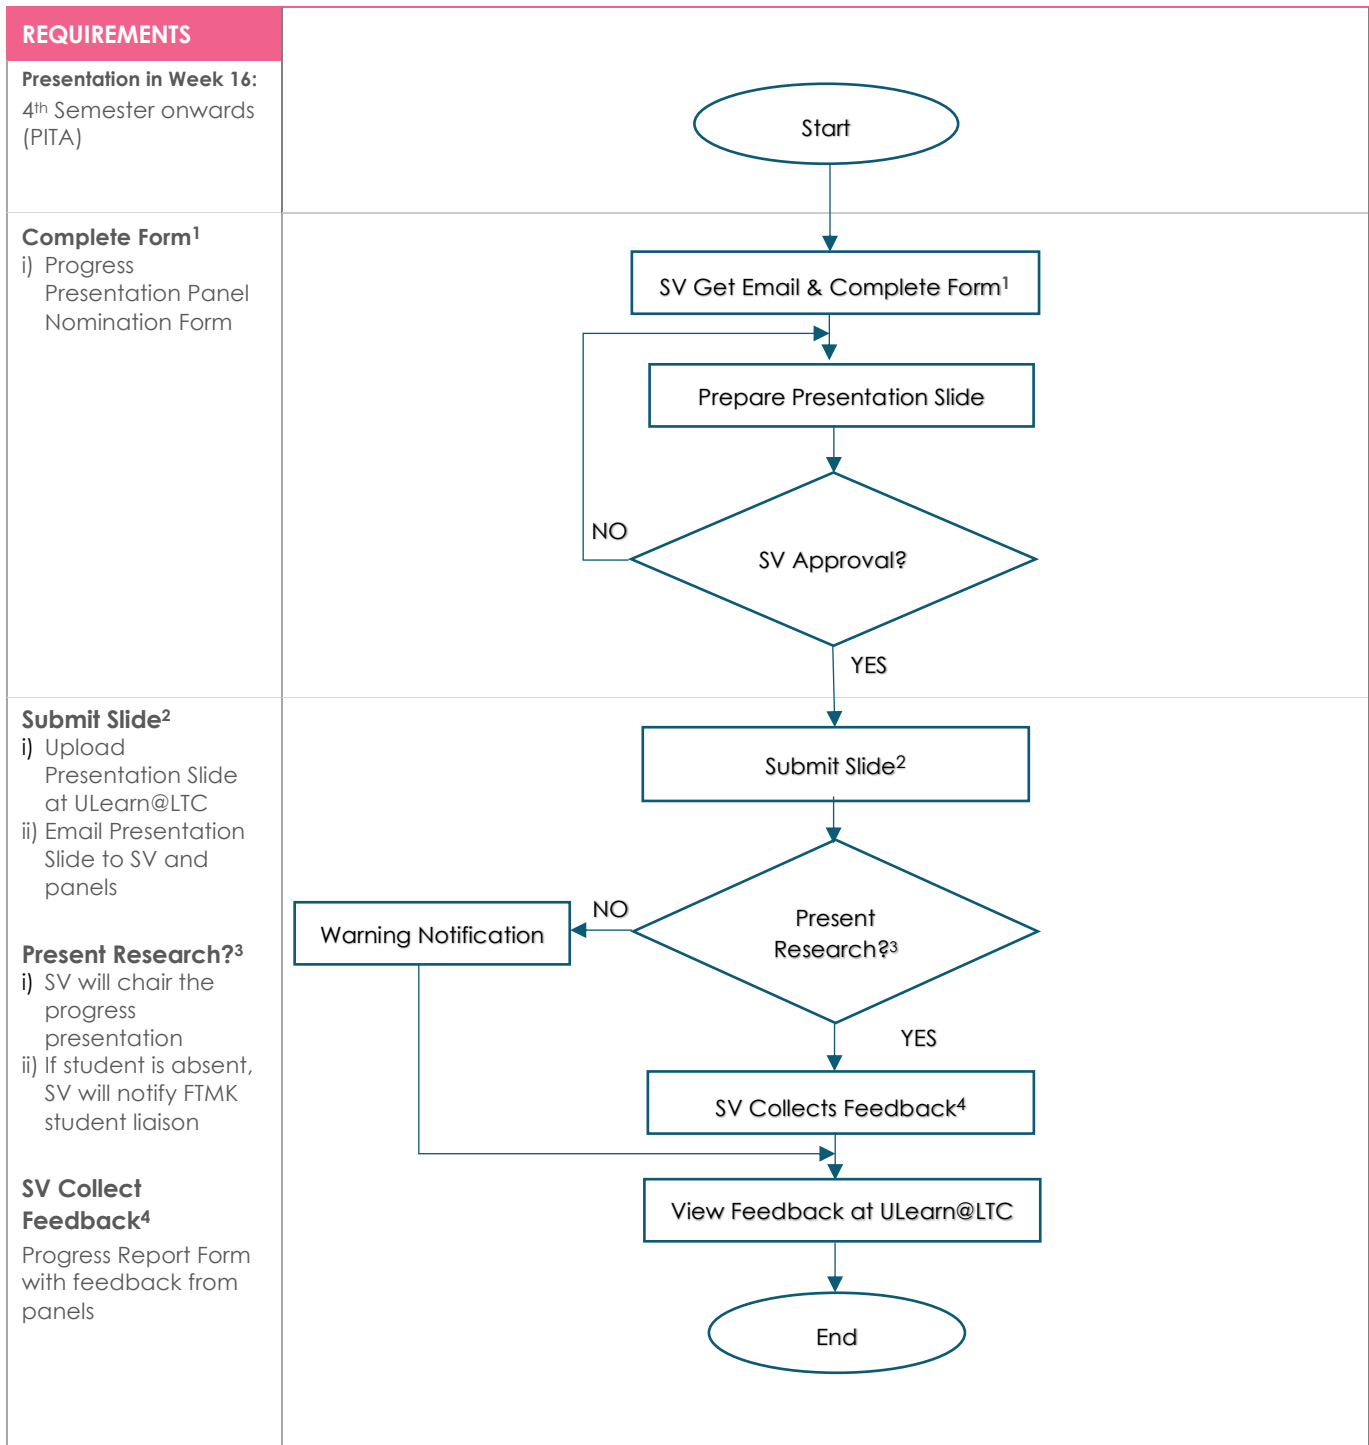 REQUIREMENTS
Presentation in Week 16:
4th Semester onwards
(PITA)
Start
Complete Form1
i) Progress
Presentation Panel
Nomination Form
SV Get Email & Complete Form1
Prepare Presentation Slide
NO
SV Approval?
YES
Submit Slide2
i) Upload
Presentation Slide
at ULearn@LTC
ii) Email Presentation
Slide to SV and
panels
Present Research?3
i) SV will chair the
progress
presentation
ii) If student is absent,
SV will notify FTMK
student liaison
SV Collect
Feedback4
Progress Report Form
with feedback from
panels
Submit Slide2
NO
Warning Notification
Present
Research?3
YES
SV Collects Feedback4
View Feedback at ULearn@LTC
End